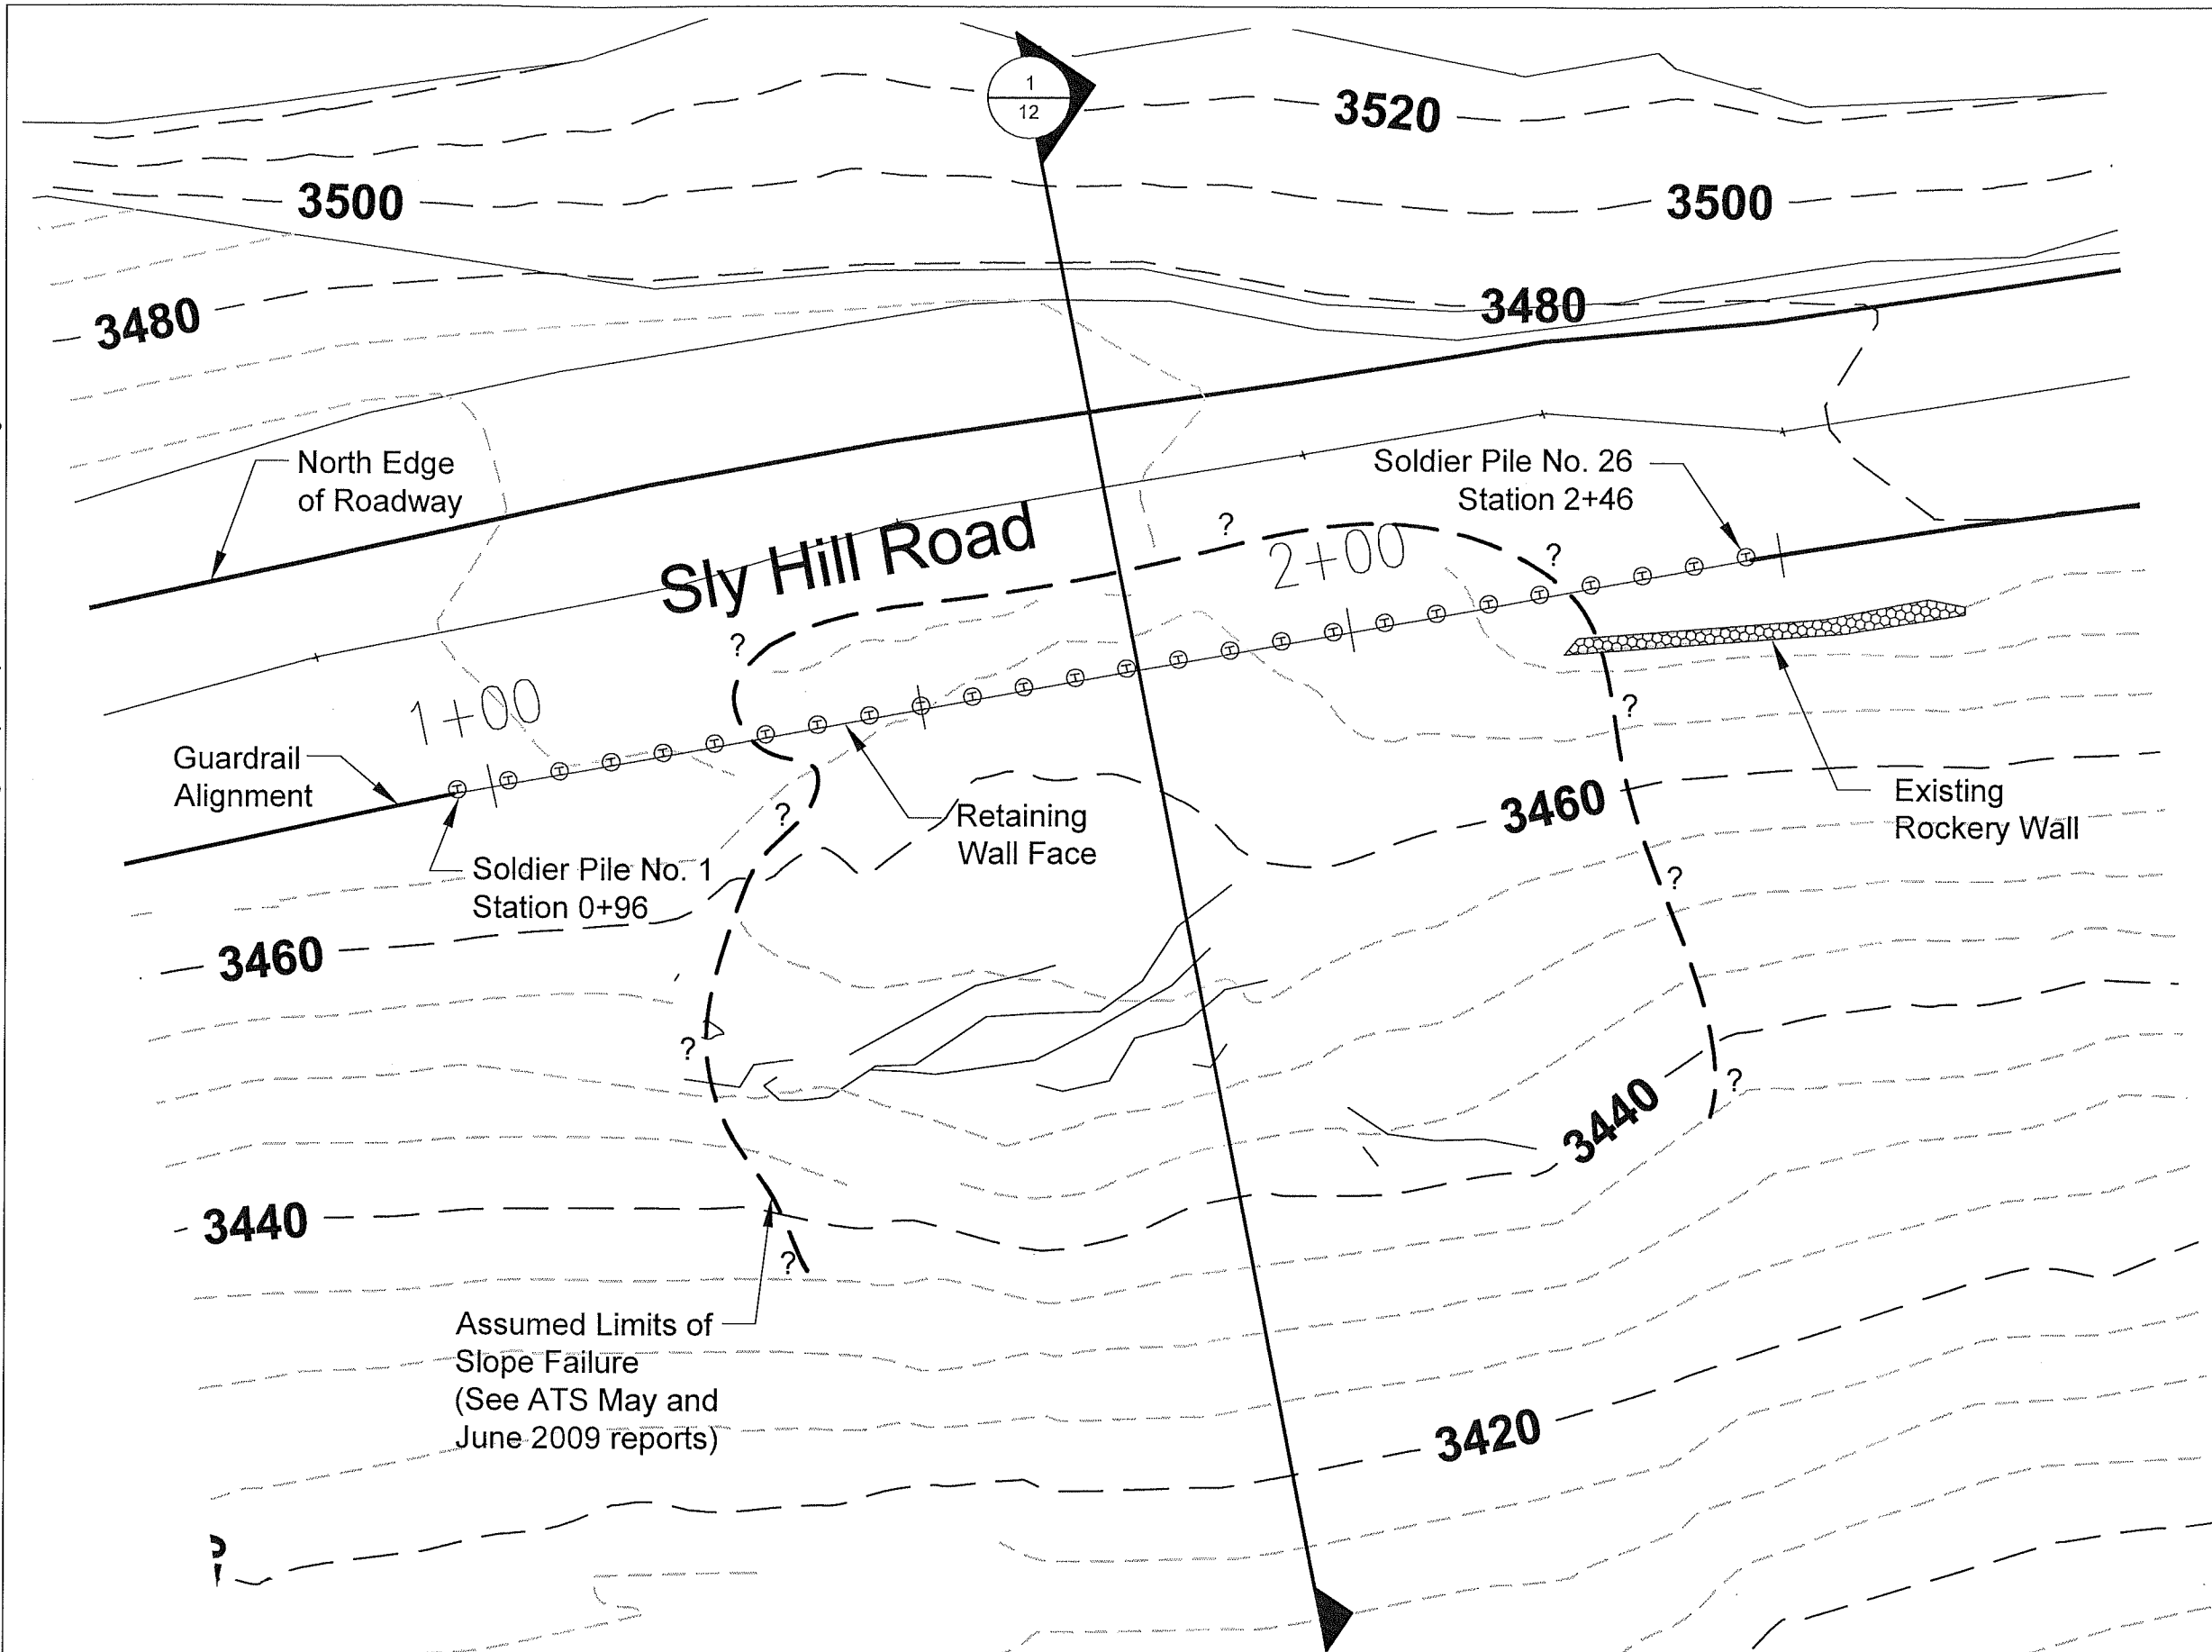 1
12
3520
3500
3500
3480
3480
North Edge
of Roadway
Soldier Pile No. 26
Station 2+46
Sly Hill Road
?
2+00
?
?
1+00
?
Guardrail
Alignment
3460
Existing
Rockery Wall
?
Retaining
Wall Face
Soldier Pile No. 1
Station 0+96
?
3460
?
?
3440
3440
?
Assumed Limits of
Slope Failure
(See ATS May and
June 2009 reports)
3420